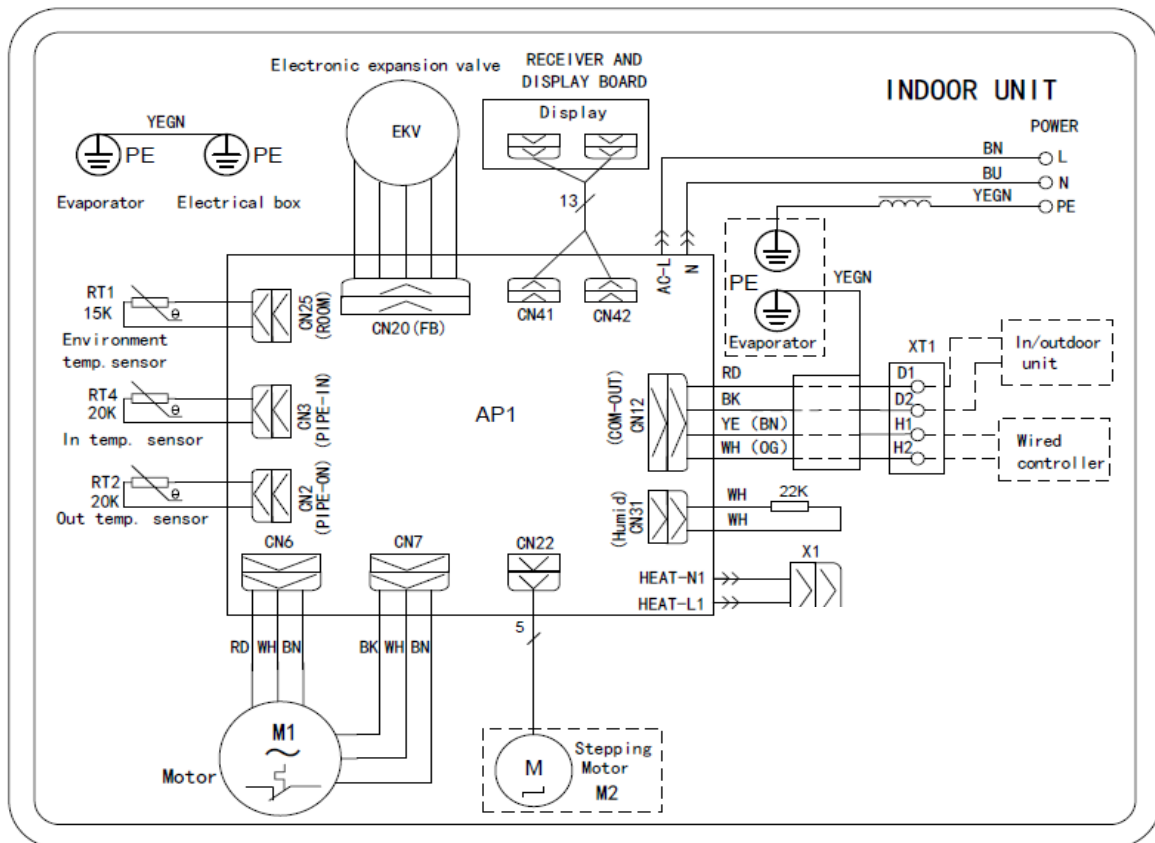 INDOOR UNIT
Electronic expansion valve
EKV
RECEIVER AND
DISPLAY BOARD
Display
13
POWER
BN
L
BU
N
YEGN
PE
YEGN
PE
PE
Evaporator
Electrical box
AC-L
N
PE
YEGN
Evaporator
RT1
15K
θ
Environment
temp. sensor
CN25
(ROOM)
CN20(FB)
CN41
CN42
RT4
20K
θ
In temp. sensor
CN3
(PIPE-IN)
AP1
RT2
20K
θ
Out temp. sensor
CN2
(PIPE-ON)
(COM-OUT)
CN12
RD
BK
YE (BN)
WH (OG)
XT1
D1
D2
H1
H2
In/outdoor
unit
Wired
controller
(Humid)
CN31
WH
22K
WH
HEAT-N1
HEAT-L1
X1
CN6
CN7
CN22
RD WH BN
BK WH BN
5
M1
Motor
M
Stepping
Motor
M2